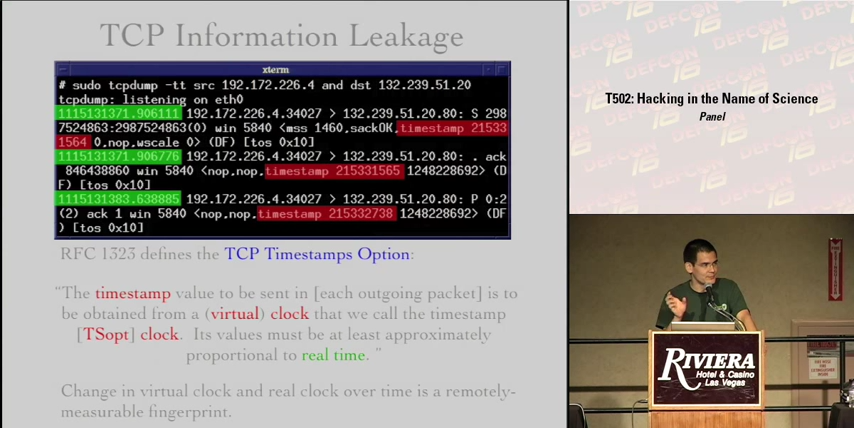 TCP Information Leakage
xterm
# sudo tcpdump -tt src 192.172.226.4 and dst 132.239.51.20
tcpdump: listening on eth0
1115131371.906111 192.172.226.4.34027 > 132.239.51.20.80: S 298
7524863:2987524863(0) win 5840 <mss 1460,sackOK,timestamp 21533
1564 0,nop,wscale 0> (DF) [tos 0x10]
1115131371.906776 192.172.226.4.34027 > 132.239.51.20.80: . ack
846438860 win 5840 <nop,nop,timestamp 215331565 1248228692> (D
F) [tos 0x10]
1115131383.638885 192.172.226.4.34027 > 132.239.51.20.80: P 0:2
(2) ack 1 win 5840 <nop,nop,timestamp 215332738 1248228692> (DF
) [tos 0x10]
RFC 1323 defines the TCP Timestamps Option:
"The timestamp value to be sent in [each outgoing packet] is to
be obtained from a (virtual) clock that we call the timestamp
[TSopt] clock. Its values must be at least approximately
proportional to real time. "
Change in virtual clock and real clock over time is a remotely-
measurable fingerprint.
DEFCON 16
T502: Hacking in the Name of Science
Panel
RIVIERA
Hotel & Casino
Las Vegas